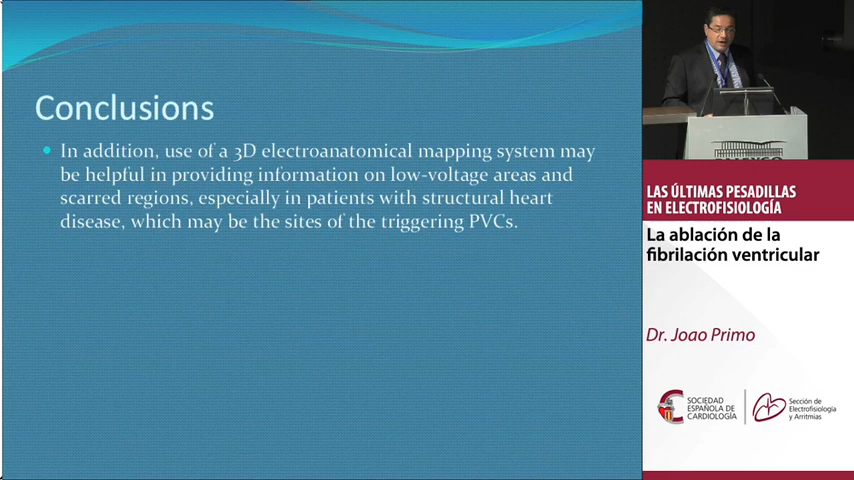 Conclusions
In addition, use of a 3D electroanatomical mapping system may
be helpful in providing information on low-voltage areas and
scarred regions, especially in patients with structural heart
disease, which may be the sites of the triggering PVCs.
LAS ÚLTIMAS PESADILLAS
EN ELECTROFISIOLOGÍA
La ablación de la
fibrilación ventricular
Dr. Joao Primo
SOCIEDAD
ESPAÑOLA DE
CARDIOLOGÍA
Sección de
Electrofisiología
y Arritmias